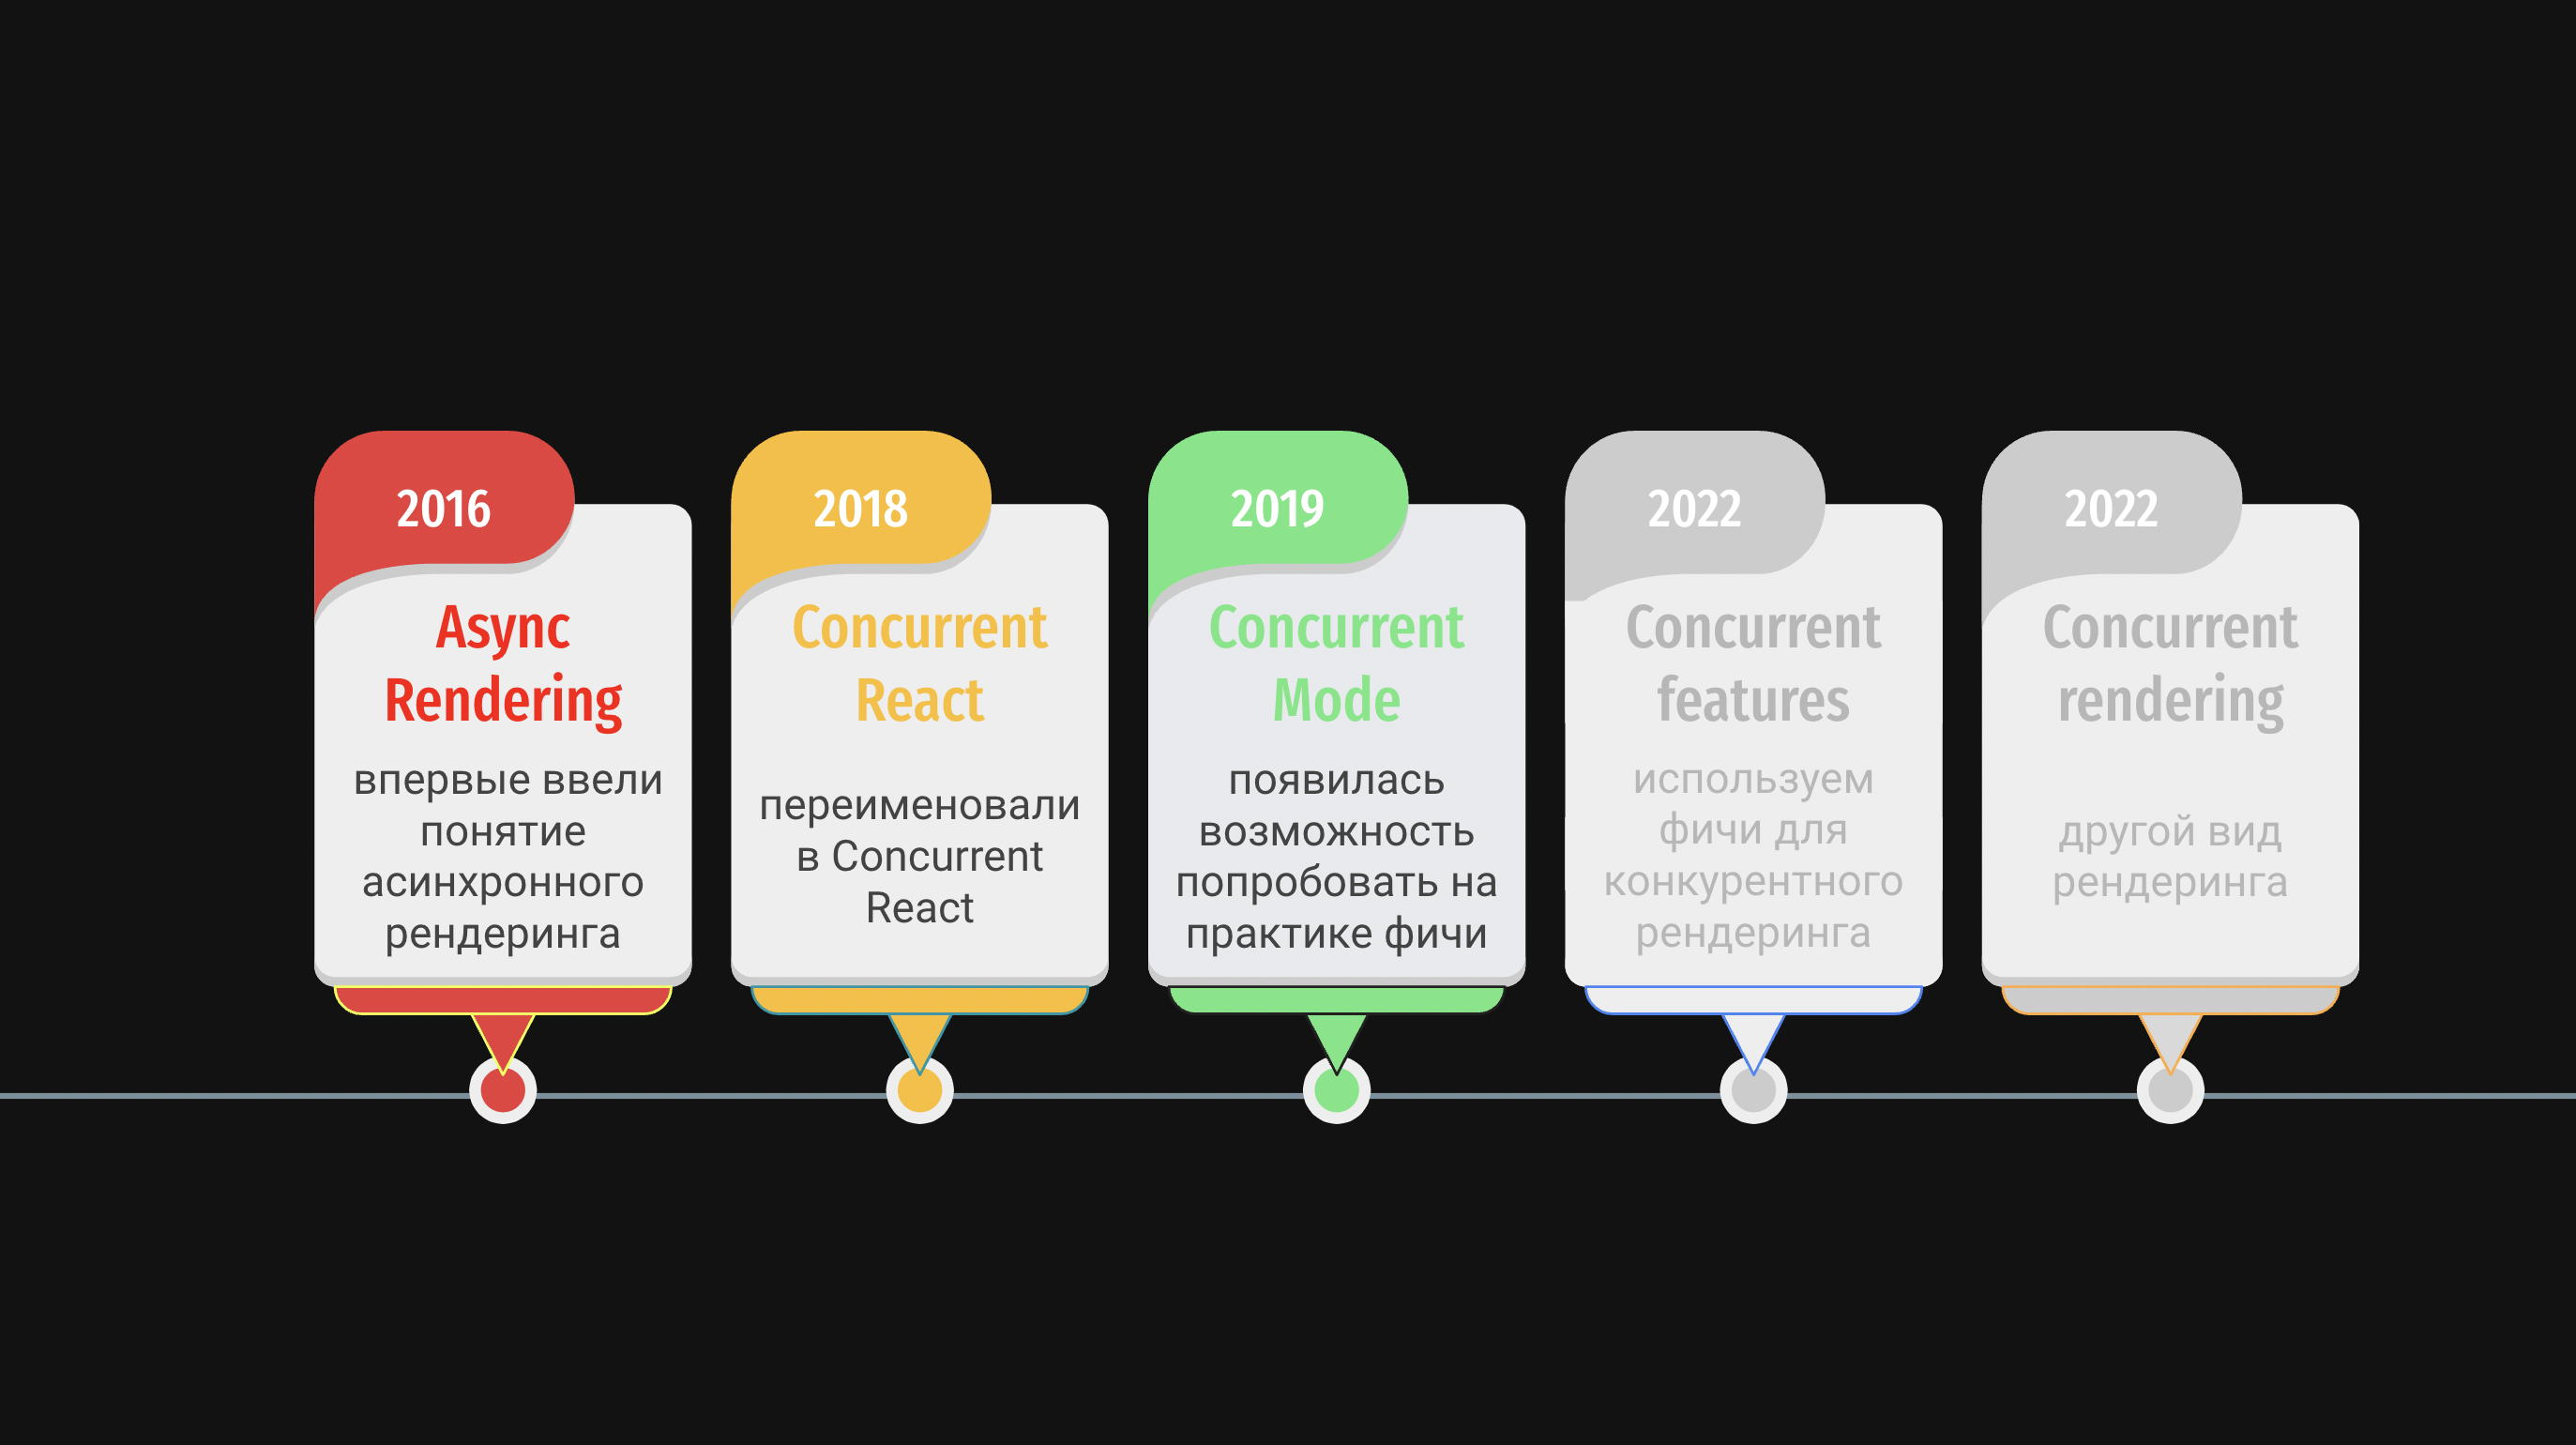 2016
Async
Rendering
впервые ввели
понятие
асинхронного
рендеринга
2018
Concurrent
React
переименовали
в Concurrent
React
2019
Concurrent
Mode
появилась
возможность
попробовать на
практике фичи
2022
Concurrent
features
используем
фичи для
конкурентного
рендеринга
2022
Concurrent
rendering
другой вид
рендеринга